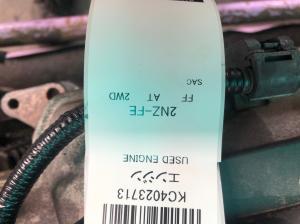 KC4023713
エンジン
USED ENGINE
2NZ-FE
FF AT 2WD
SAC